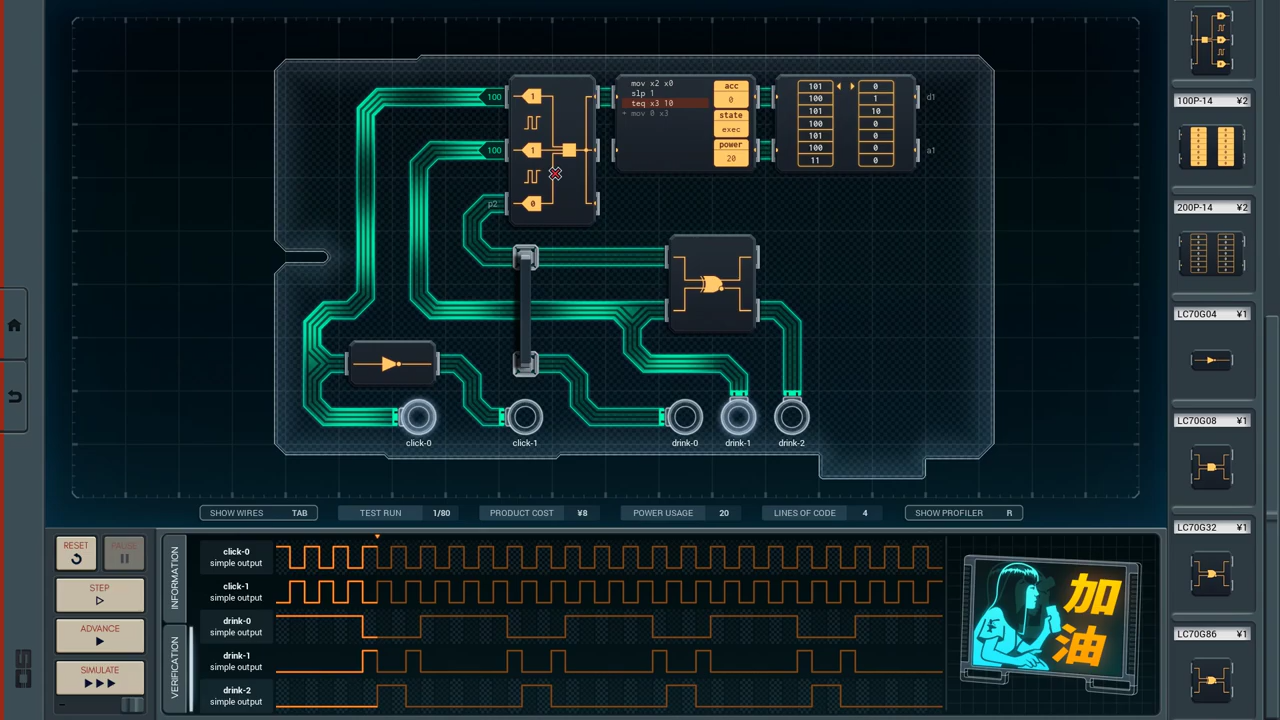 100P-14 ¥2
200P-14 ¥2
LC70G04 ¥1
LC70G08 ¥1
LC70G32 ¥1
LC70G86 ¥1
100
1
100
1
p2
0
mov x2 x0
slp 1
teq x3 10
+ mov 0 x3
acc
0
state
exec
power
20
101 0
100 1
101 10
100 0
101 0
100 0
11 0
d1
a1
click-0
click-1
drink-0
drink-1
drink-2
SHOW WIRES TAB
TEST RUN 1/80
PRODUCT COST ¥8
POWER USAGE 20
LINES OF CODE 4
SHOW PROFILER R
RESET
PAUSE
STEP
ADVANCE
SIMULATE
INFORMATION
VERIFICATION
click-0
simple output
click-1
simple output
drink-0
simple output
drink-1
simple output
drink-2
simple output
加
油